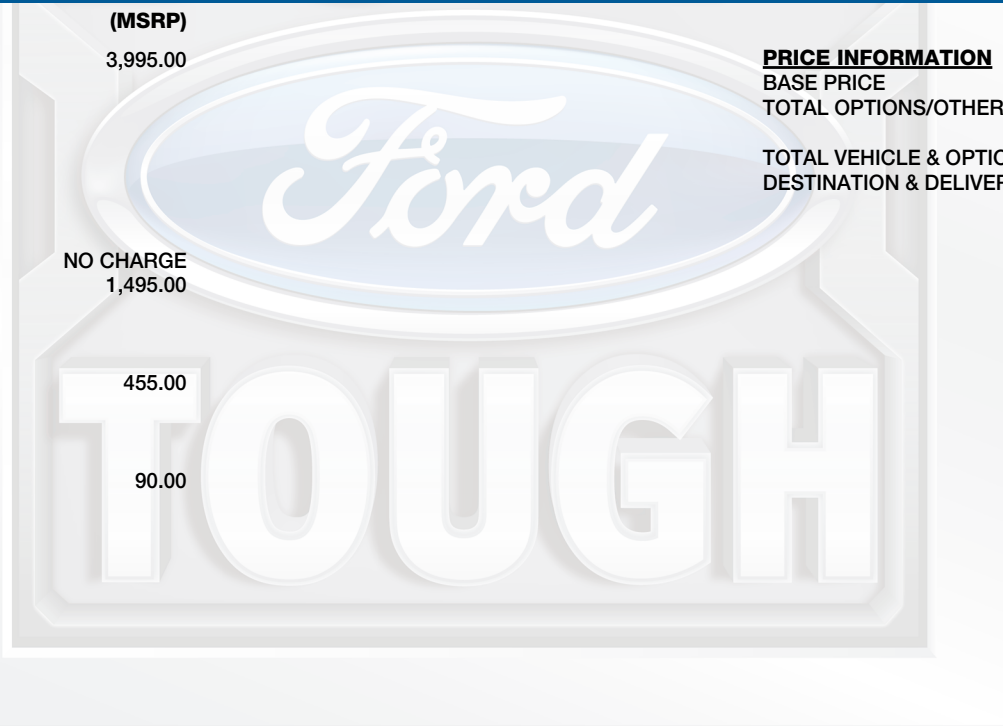 (MSRP)
3,995.00
NO CHARGE
1,495.00
455.00
90.00
PRICE INFORMATION
BASE PRICE
TOTAL OPTIONS/OTHER
TOTAL VEHICLE & OPTIO
DESTINATION & DELIVER
Ford
TOUGH